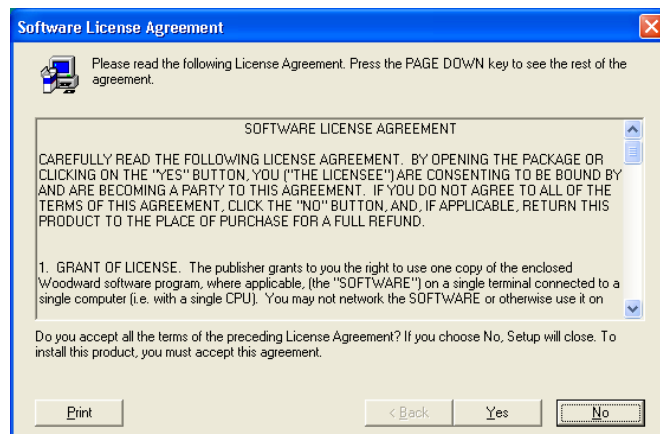 Software License Agreement
Please read the following License Agreement. Press the PAGE DOWN key to see the rest of the
agreement.
SOFTWARE LICENSE AGREEMENT
CAREFULLY READ THE FOLLOWING LICENSE AGREEMENT. BY OPENING THE PACKAGE OR
CLICKING ON THE "YES" BUTTON, YOU ("THE LICENSEE") ARE CONSENTING TO BE BOUND BY
AND ARE BECOMING A PARTY TO THIS AGREEMENT. IF YOU DO NOT AGREE TO ALL OF THE
TERMS OF THIS AGREEMENT, CLICK THE "NO" BUTTON, AND, IF APPLICABLE, RETURN THIS
PRODUCT TO THE PLACE OF PURCHASE FOR A FULL REFUND.
1. GRANT OF LICENSE. The publisher grants to you the right to use one copy of the enclosed
Woodward software program, where applicable, (the "SOFTWARE") on a single terminal connected to a
single computer (i.e. with a single CPU). You may not network the SOFTWARE or otherwise use it on
Do you accept all the terms of the preceding License Agreement? If you choose No, Setup will close. To
install this product, you must accept this agreement.
Print < Back Yes No